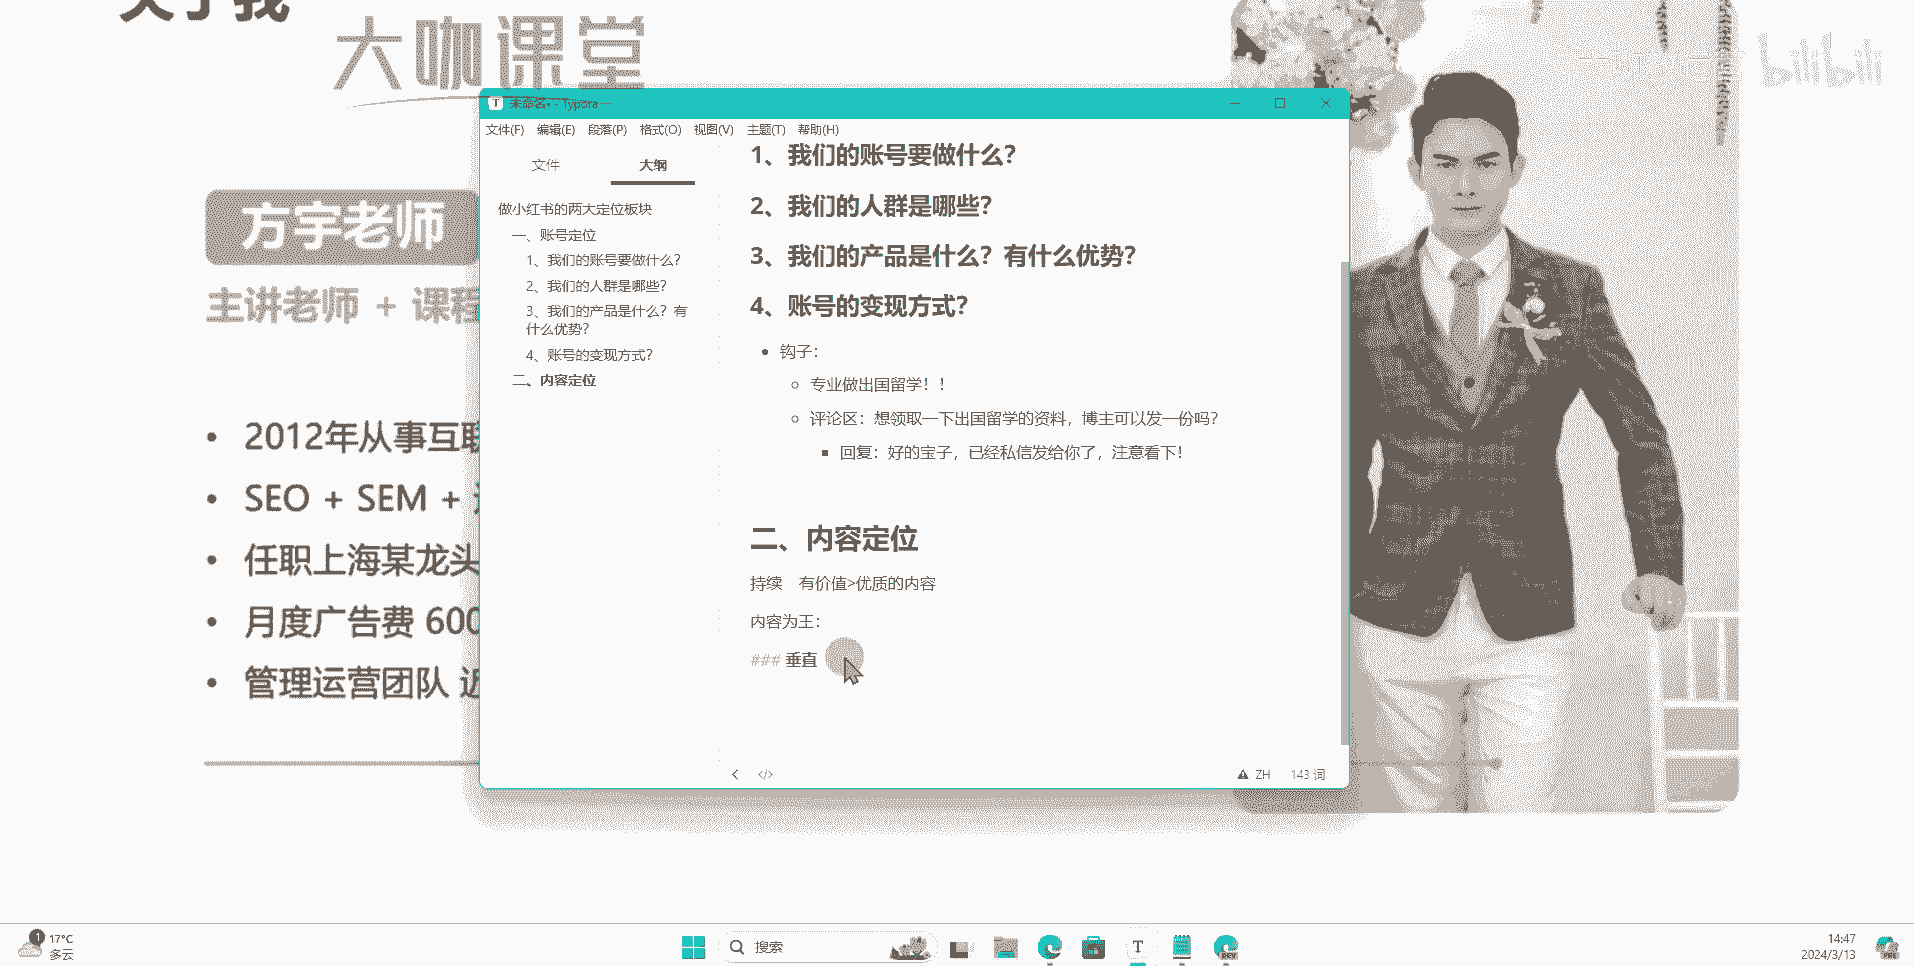 关于我
大咖课堂
bilibili
方宇老师
主讲老师 + 课程
2012年从事互联
SEO + SEM +
任职上海某龙头
月度广告费 600
管理运营团队 近
未命名• - Typora
文件(F) 编辑(E) 段落(P) 格式(O) 视图(V) 主题(T) 帮助(H)
文件 大纲
做小红书的两大定位板块
一、账号定位
1、我们的账号要做什么?
2、我们的人群是哪些?
3、我们的产品是什么？有
什么优势?
4、账号的变现方式?
二、内容定位
1、我们的账号要做什么?
2、我们的人群是哪些?
3、我们的产品是什么？有什么优势?
4、账号的变现方式?
钩子：
专业做出国留学！！
评论区：想领取一下出国留学的资料，博主可以发一份吗?
回复：好的宝子，已经私信发给你了，注意看下!
二、内容定位
持续 有价值>优质的内容
内容为王：
### 垂直
</> ZH 143 词
1
17°C
多云
搜索
T
DEV
14:47
2024/3/13
PRE